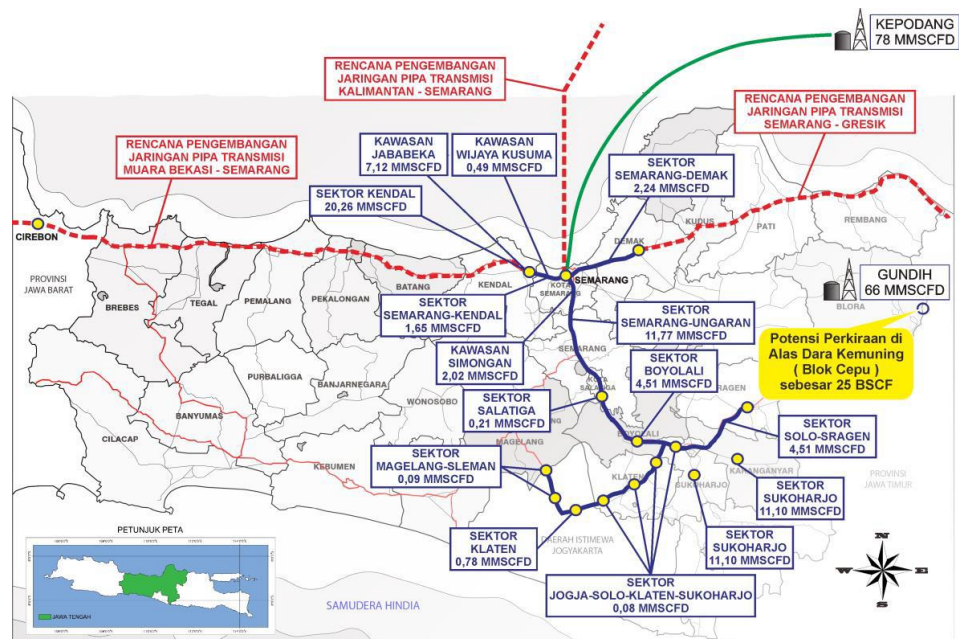 KEPODANG
78 MMSCFD
RENCANA PENGEMBANGAN
JARINGAN PIPA TRANSMISI
KALIMANTAN - SEMARANG
RENCANA PENGEMBANGAN
JARINGAN PIPA TRANSMISI
SEMARANG - GRESIK
RENCANA PENGEMBANGAN
JARINGAN PIPA TRANSMISI
MUARA BEKASI - SEMARANG
KAWASAN
JABABEKA
7,12 MMSCFD
KAWASAN
WIJAYA KUSUMA
0,49 MMSCFD
SEKTOR
SEMARANG-DEMAK
2,24 MMSCFD
SEKTOR KENDAL
20,26 MMSCFD
CIREBON
KUDUS
PATI
REMBANG
DEMAK
PROVINSI
JAWA BARAT
BREBES
TEGAL
PEMALANG
PEKALONGAN
BATANG
KENDAL
KOTA
SEMARANG
SEMARANG
GUNDIH
66 MMSCFD
BLORA
SEKTOR
SEMARANG-KENDAL
1,65 MMSCFD
SEKTOR
SEMARANG-UNGARAN
11,77 MMSCFD
Potensi Perkiraan di
Alas Dara Kemuning
( Blok Cepu )
sebesar 25 BSCF
KAWASAN
SIMONGAN
2,02 MMSCFD
SEMARANG
SEKTOR
BOYOLALI
4,51 MMSCFD
PURBALIGGA
BANJARNEGARA
WONOSOBO
KOTA
SALATIGA
SEKTOR
SALATIGA
0,21 MMSCFD
BANYUMAS
CILACAP
MAGELANG
BOYOLALI
SEKTOR
SOLO-SRAGEN
4,51 MMSCFD
SEKTOR
MAGELANG-SLEMAN
0,09 MMSCFD
KEBUMEN
KLATEN
SUKOHARJO
KARANGANYAR
PROVINSI
JAWA TIMUR
SEKTOR
SUKOHARJO
11,10 MMSCFD
SEKTOR
KLATEN
0,78 MMSCFD
DAERAH ISTIMEWA
JOGYAKARTA
SEKTOR
SUKOHARJO
11,10 MMSCFD
SEKTOR
JOGJA-SOLO-KLATEN-SUKOHARJO
0,08 MMSCFD
PETUNJUK PETA
JAWA TENGAH
SAMUDERA HINDIA
N
W
E
S